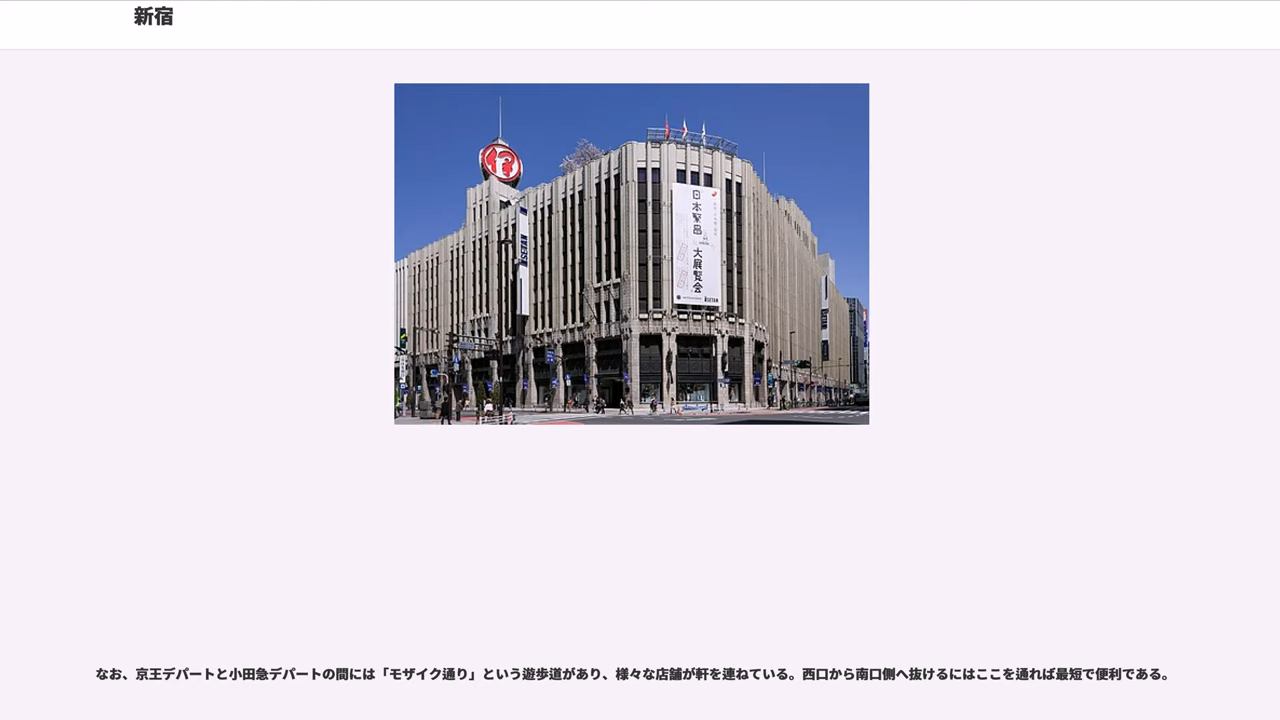 新宿
伊
日本繁昌
大展覧会
ISETAN
なお、京王デパートと小田急デパートの間には「モザイク通り」という遊歩道があり、様々な店舗が軒を連ねている。西口から南口側へ抜けるにはここを通れば最短で便利である。